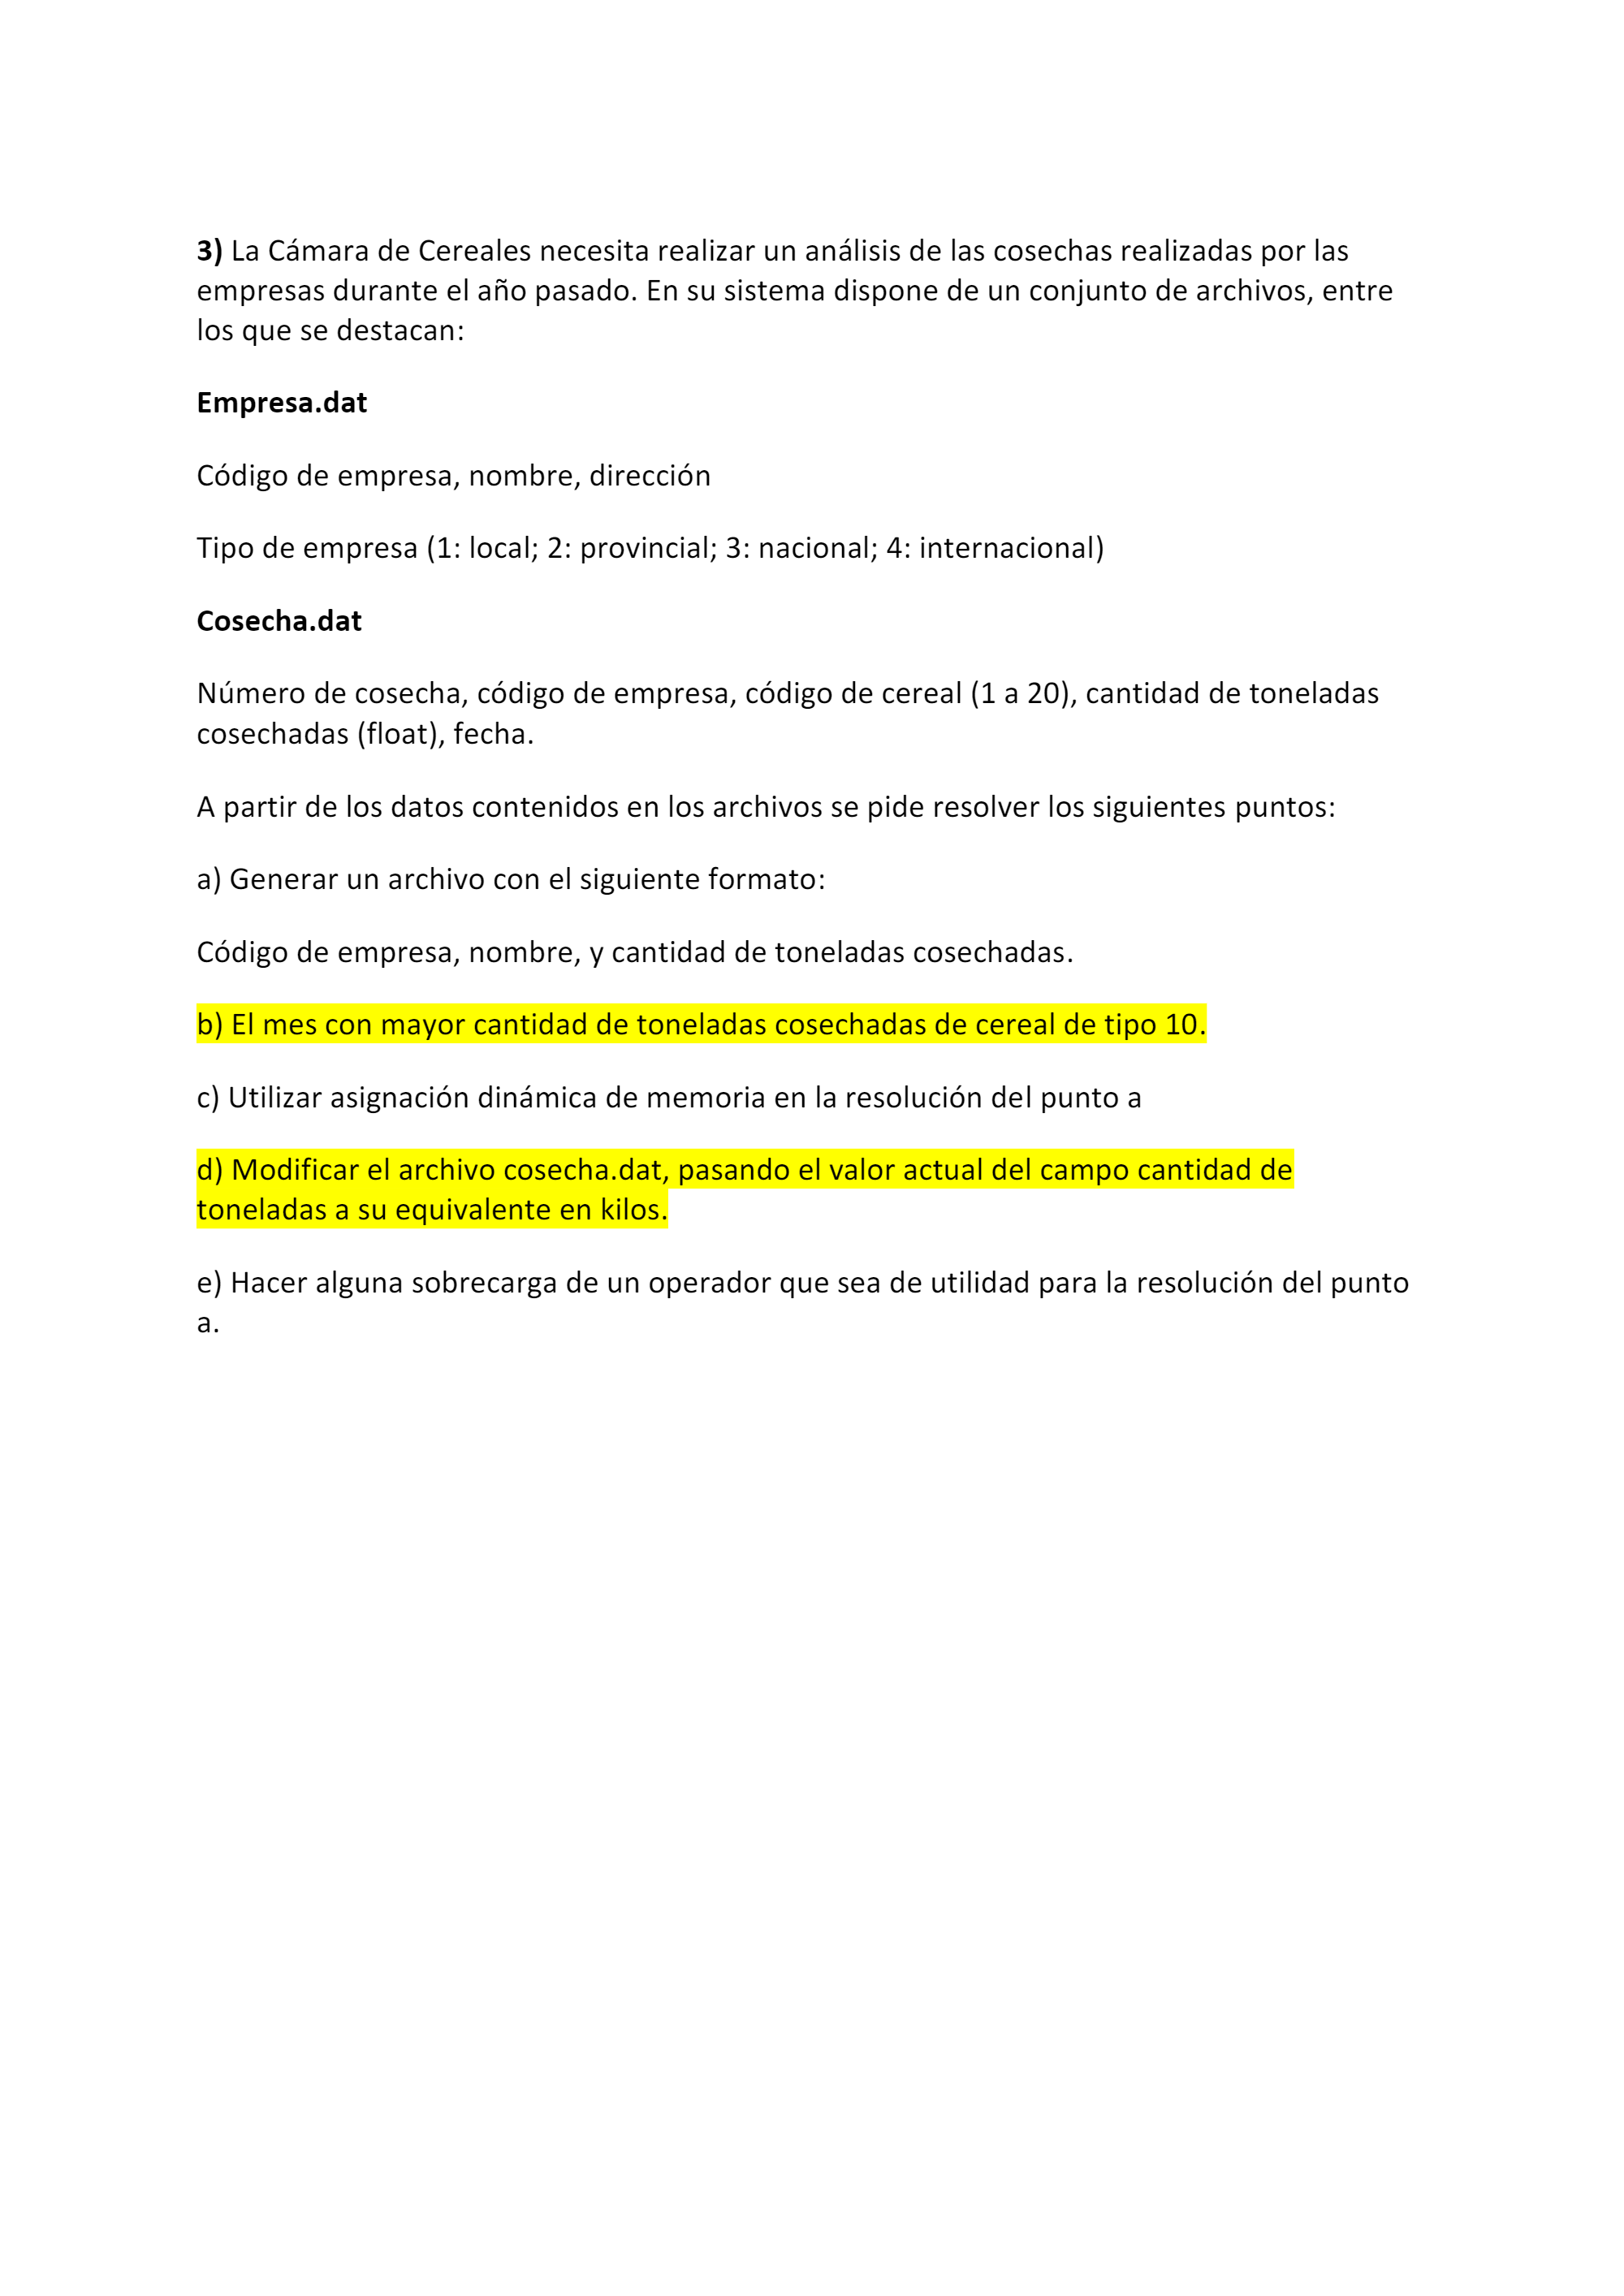 3) La Cámara de Cereales necesita realizar un análisis de las cosechas realizadas por las
empresas durante el año pasado. En su sistema dispone de un conjunto de archivos, entre
los que se destacan:
Empresa.dat
Código de empresa, nombre, dirección
Tipo de empresa (1: local; 2: provincial; 3: nacional; 4: internacional)
Cosecha.dat
Número de cosecha, código de empresa, código de cereal (1 a 20), cantidad de toneladas
cosechadas (float), fecha.
A partir de los datos contenidos en los archivos se pide resolver los siguientes puntos:
a) Generar un archivo con el siguiente formato:
Código de empresa, nombre, y cantidad de toneladas cosechadas.
b) El mes con mayor cantidad de toneladas cosechadas de cereal de tipo 10.
c) Utilizar asignación dinámica de memoria en la resolución del punto a
d) Modificar el archivo cosecha.dat, pasando el valor actual del campo cantidad de
toneladas a su equivalente en kilos.
e) Hacer alguna sobrecarga de un operador que sea de utilidad para la resolución del punto
a.